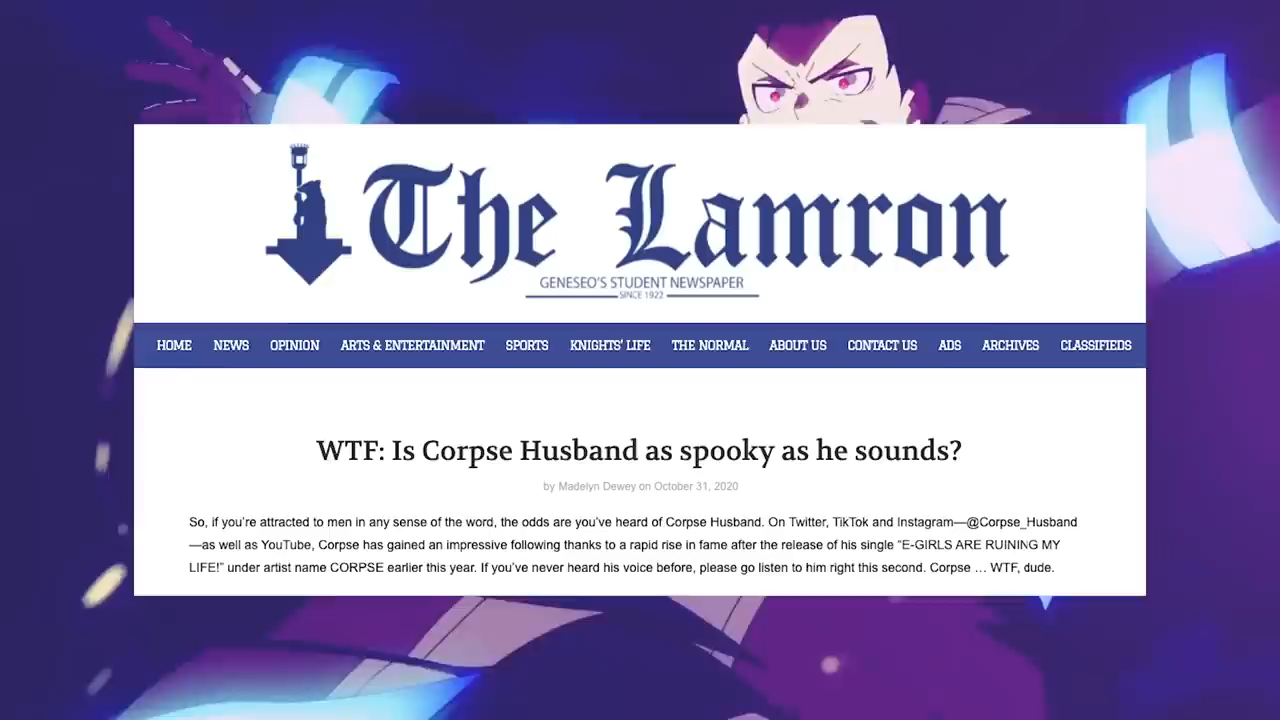 The Lamron
GENESEO'S STUDENT NEWSPAPER
SINCE 1922
HOME NEWS OPINION ARTS & ENTERTAINMENT SPORTS KNIGHTS' LIFE THE NORMAL ABOUT US CONTACT US ADS ARCHIVES CLASSIFIEDS
WTF: Is Corpse Husband as spooky as he sounds?
by Madelyn Dewey on October 31, 2020
So, if you're attracted to men in any sense of the word, the odds are you've heard of Corpse Husband. On Twitter, TikTok and Instagram—@Corpse_Husband
—as well as YouTube, Corpse has gained an impressive following thanks to a rapid rise in fame after the release of his single "E-GIRLS ARE RUINING MY
LIFE!" under artist name CORPSE earlier this year. If you've never heard his voice before, please go listen to him right this second. Corpse … WTF, dude.